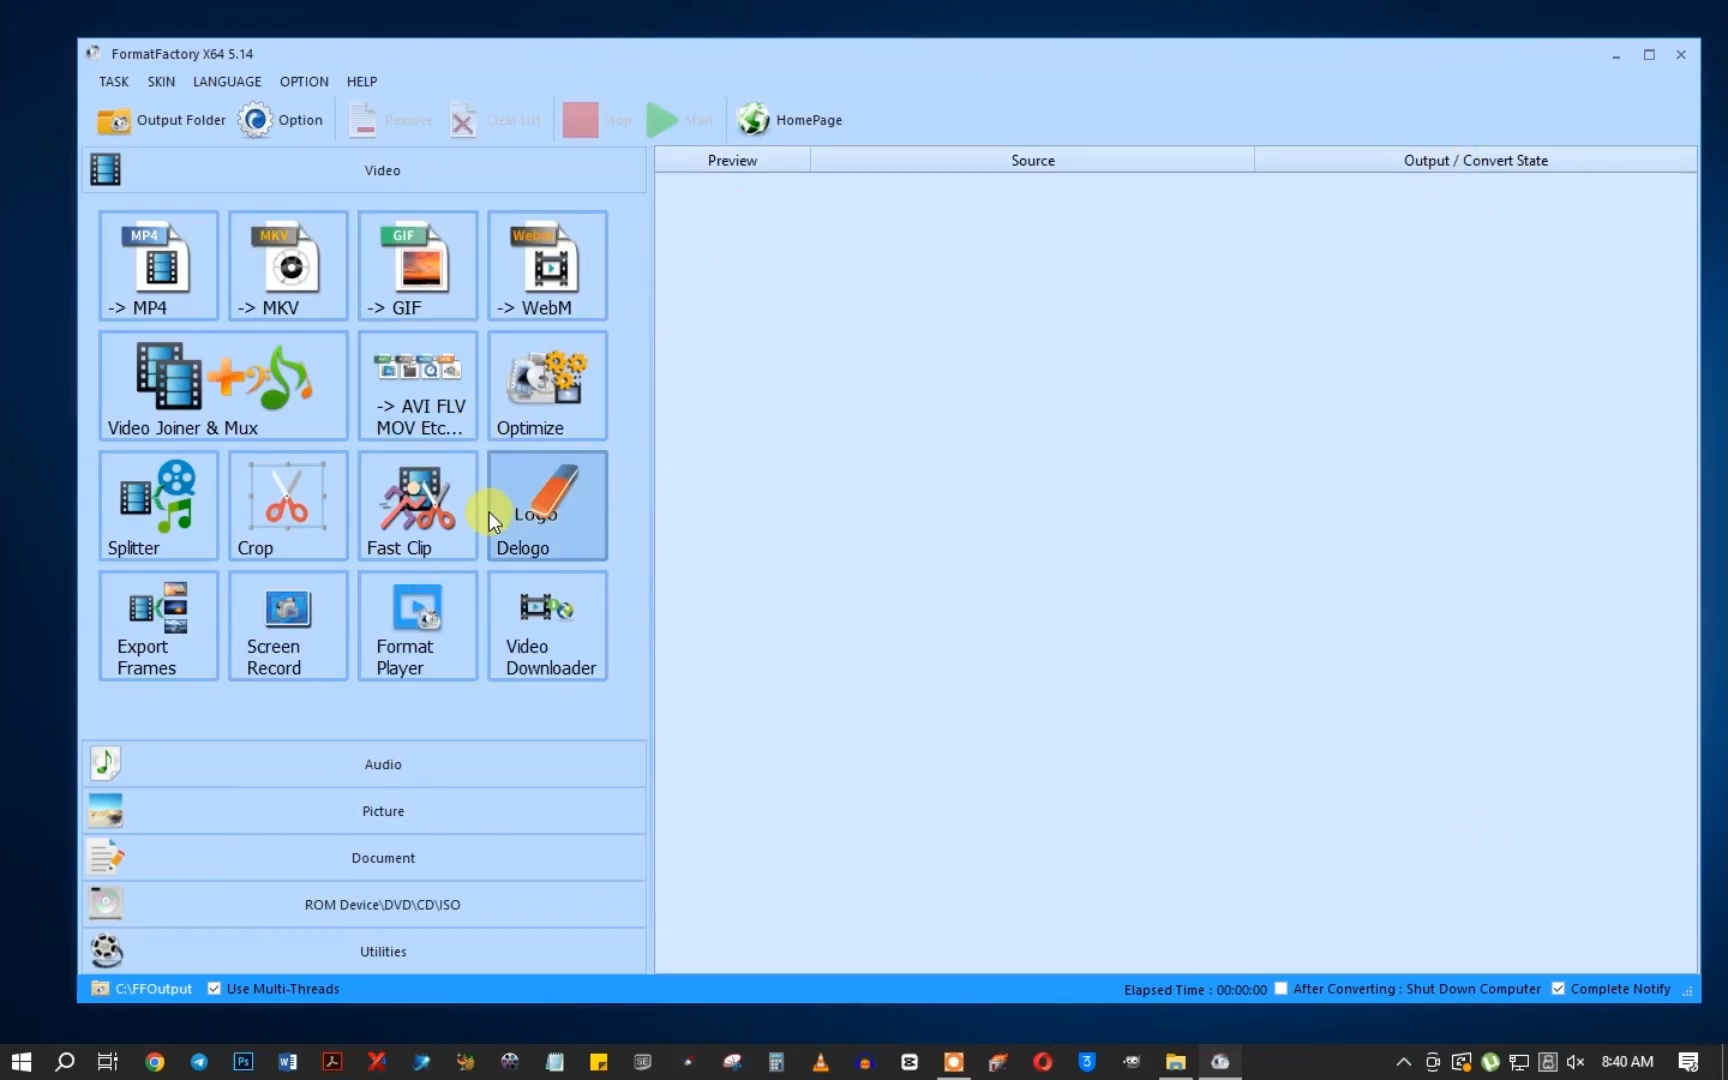 FormatFactory X64 5.14
TASK SKIN LANGUAGE OPTION HELP
Output Folder Option Remove Clear List Stop Start HomePage
Video
Preview Source Output / Convert State
MP4 MKV GIF WebM
-> MP4 -> MKV -> GIF -> WebM
Video Joiner & Mux
-> AVI FLV
MOV Etc...
Optimize
Splitter
Crop
Fast Clip
Logo
Delogo
Export
Frames
Screen
Record
Format
Player
Video
Downloader
Audio
Picture
Document
ROM Device\DVD\CD\ISO
Utilities
C:\FFOutput Use Multi-Threads Elapsed Time : 00:00:00 After Converting : Shut Down Computer Complete Notify
Ps SE 3 8:40 AM